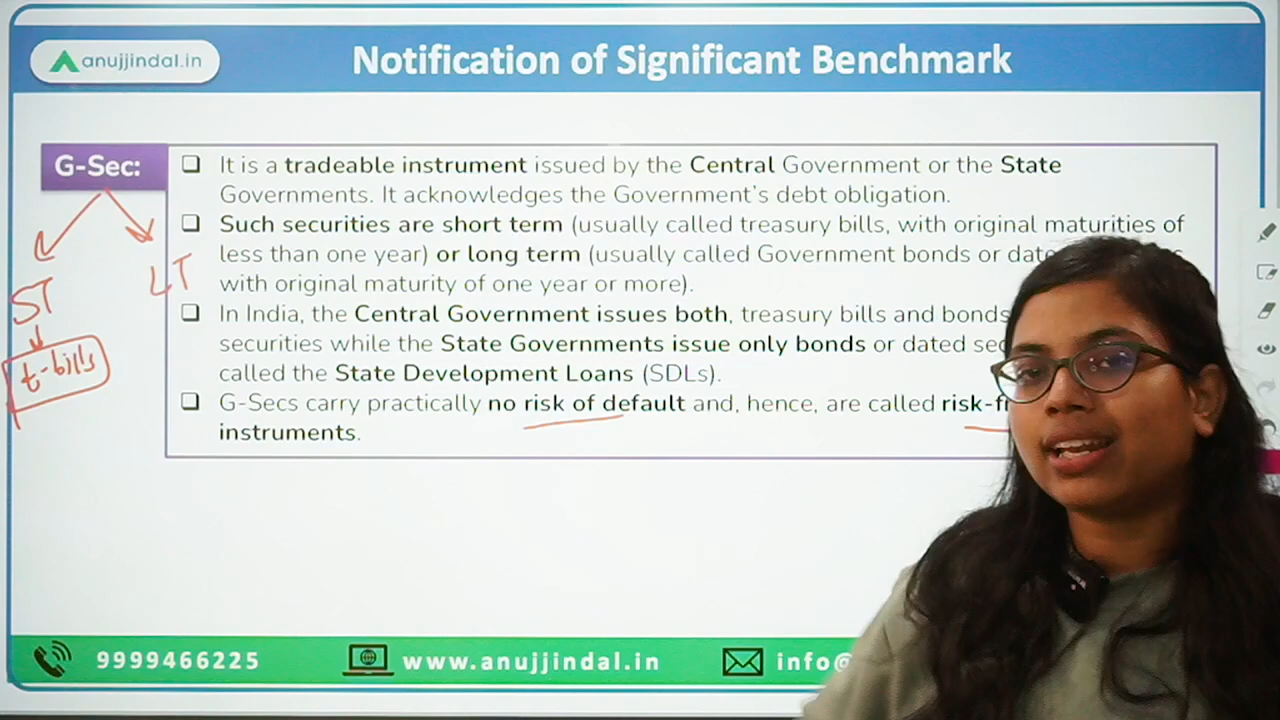 anujjindal.in
Notification of Significant Benchmark
G-Sec:
❑ It is a tradeable instrument issued by the Central Government or the State
Governments. It acknowledges the Government's debt obligation.
❑ Such securities are short term (usually called treasury bills, with original maturities of
less than one year) or long term (usually called Government bonds or
with original maturity of one year or more).
❑ In India, the Central Government issues both, treasury bills and bonds
securities while the State Governments issue only bonds or dated
called the State Development Loans (SDLs).
❑ G-Secs carry practically no risk of default and, hence, are called
instruments.
ST
LT
t-bills
9999466225
www.anujjindal.in
info@